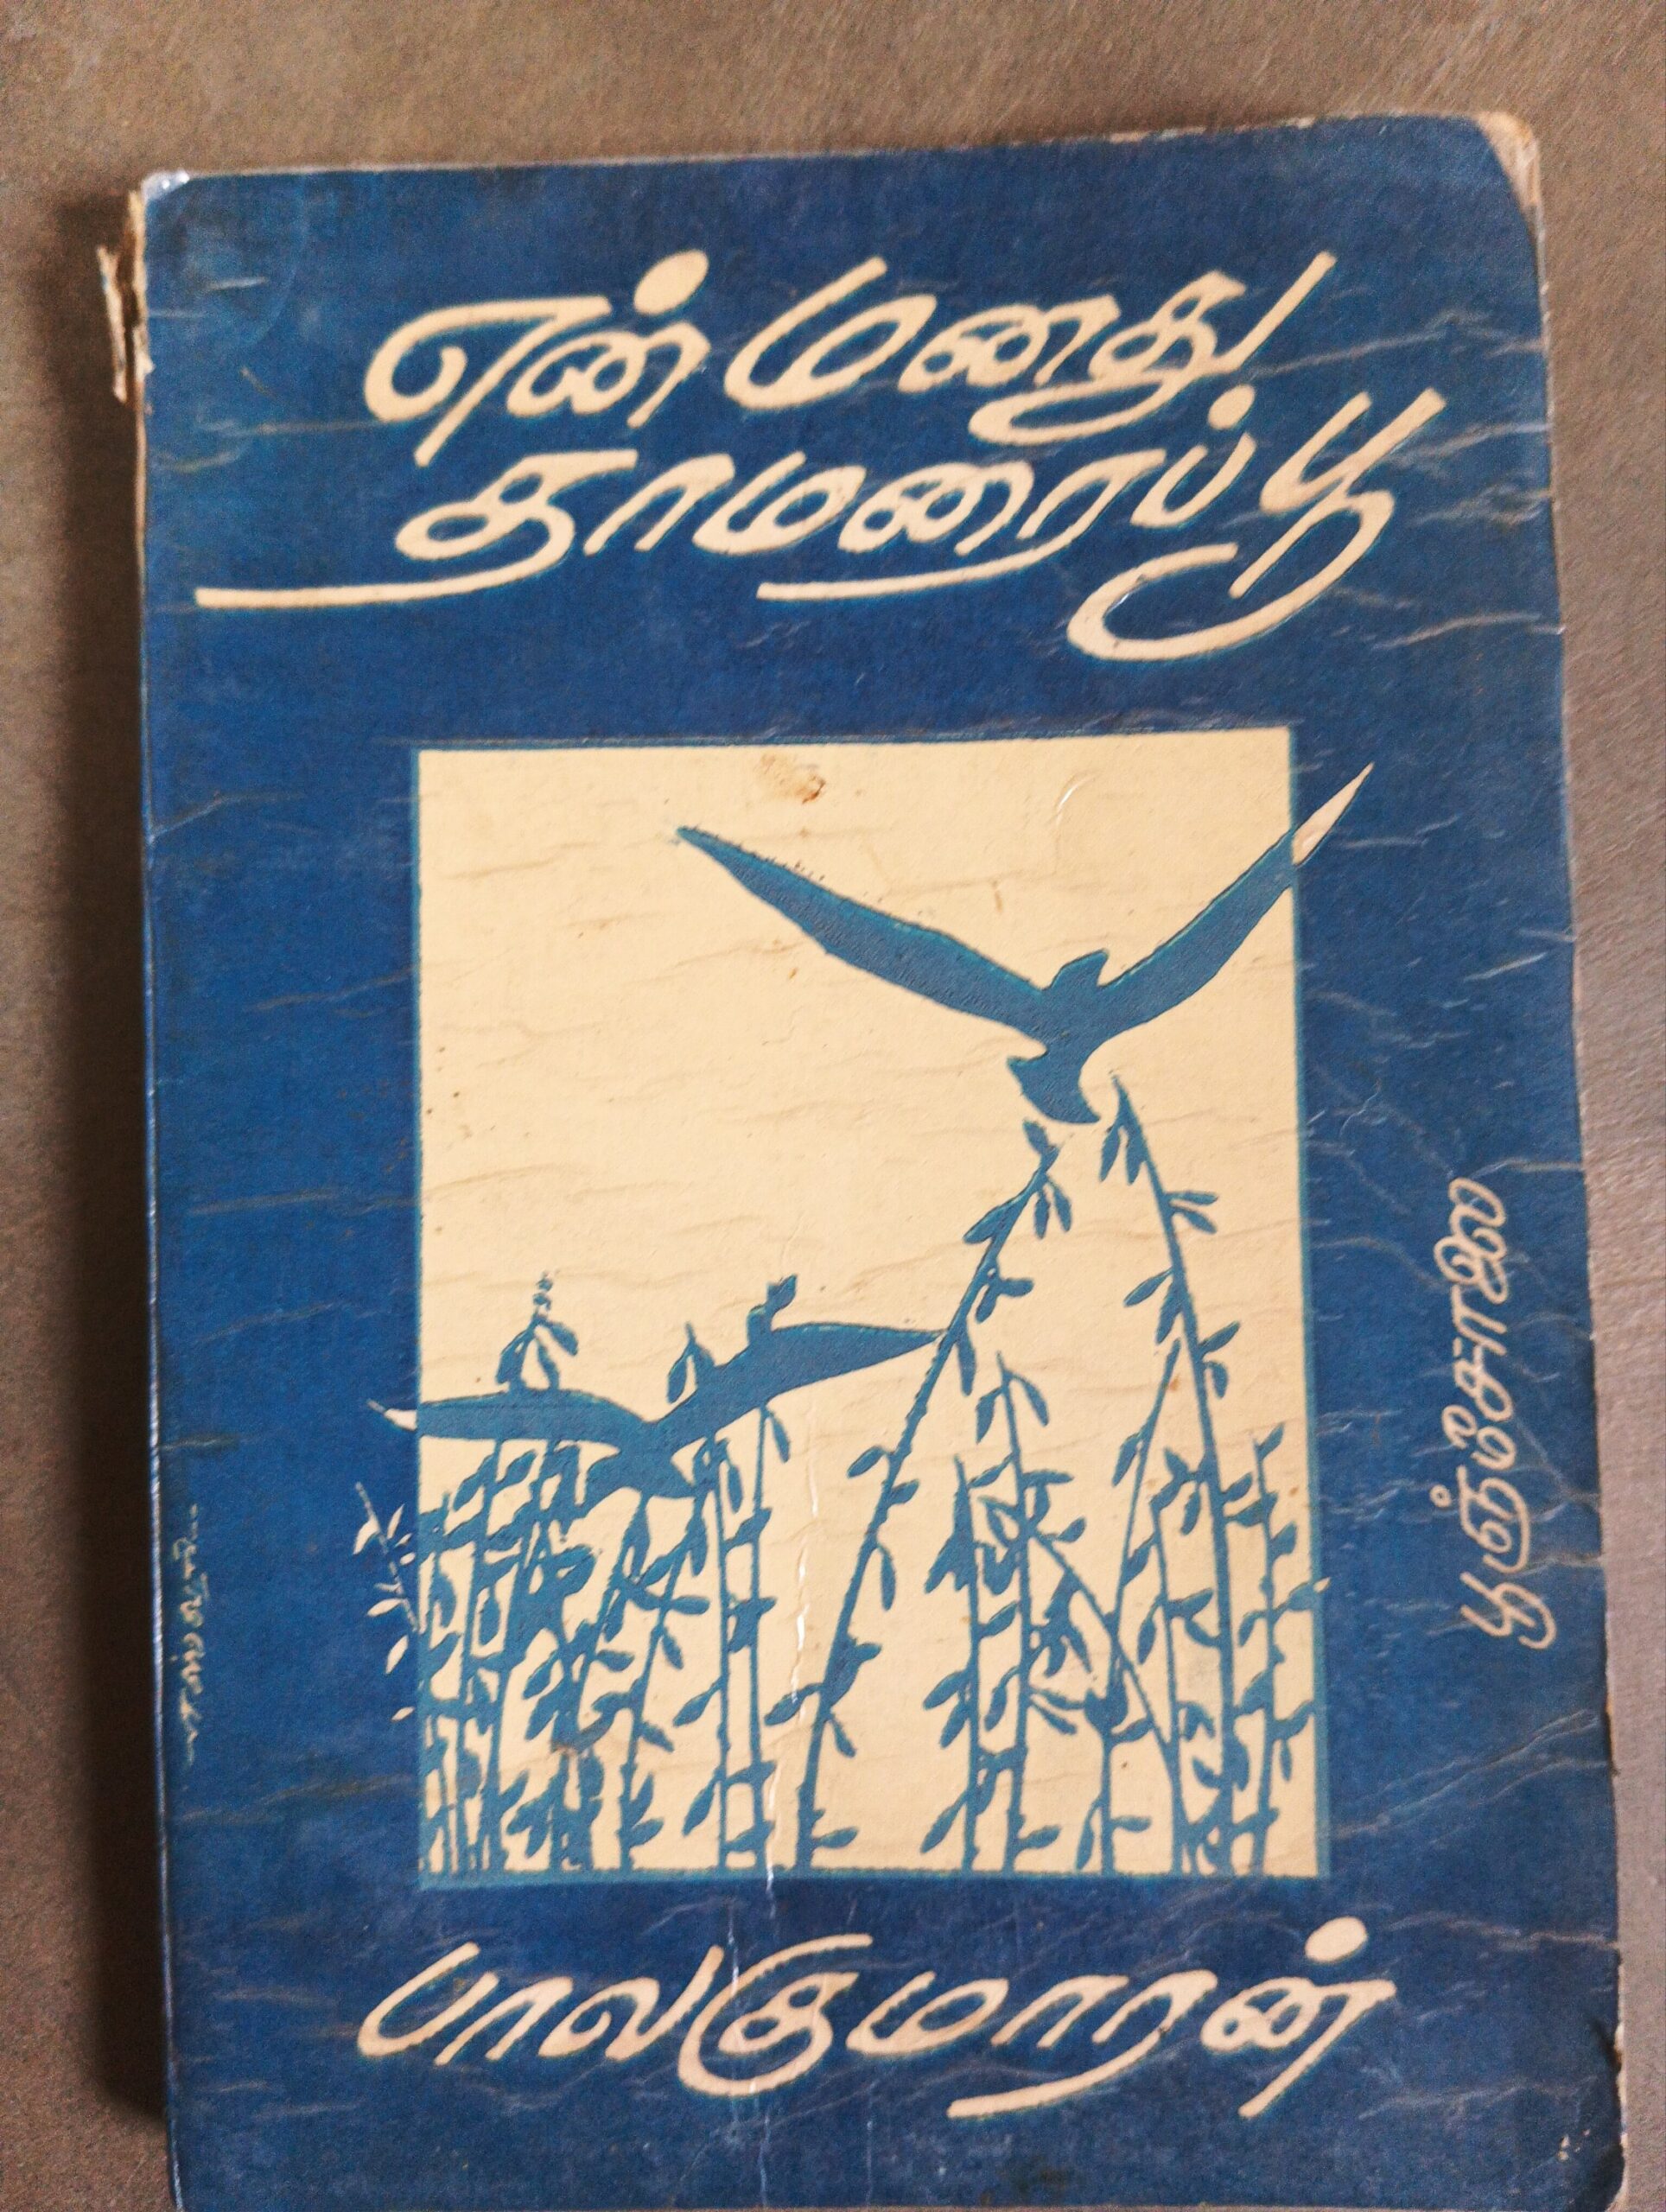 என் மனது
தாமரைப் பூ
பூஞ்சோலை
பாலகுமாரன்